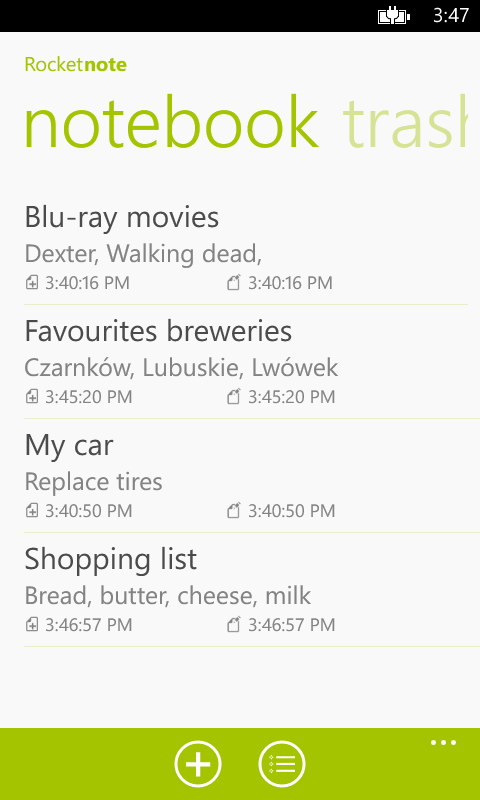 3:47
Rocketnote
notebook trash
Blu-ray movies
Dexter, Walking dead,
3:40:16 PM 3:40:16 PM
Favourites breweries
Czarnków, Lubuskie, Lwówek
3:45:20 PM 3:45:20 PM
My car
Replace tires
3:40:50 PM 3:40:50 PM
Shopping list
Bread, butter, cheese, milk
3:46:57 PM 3:46:57 PM